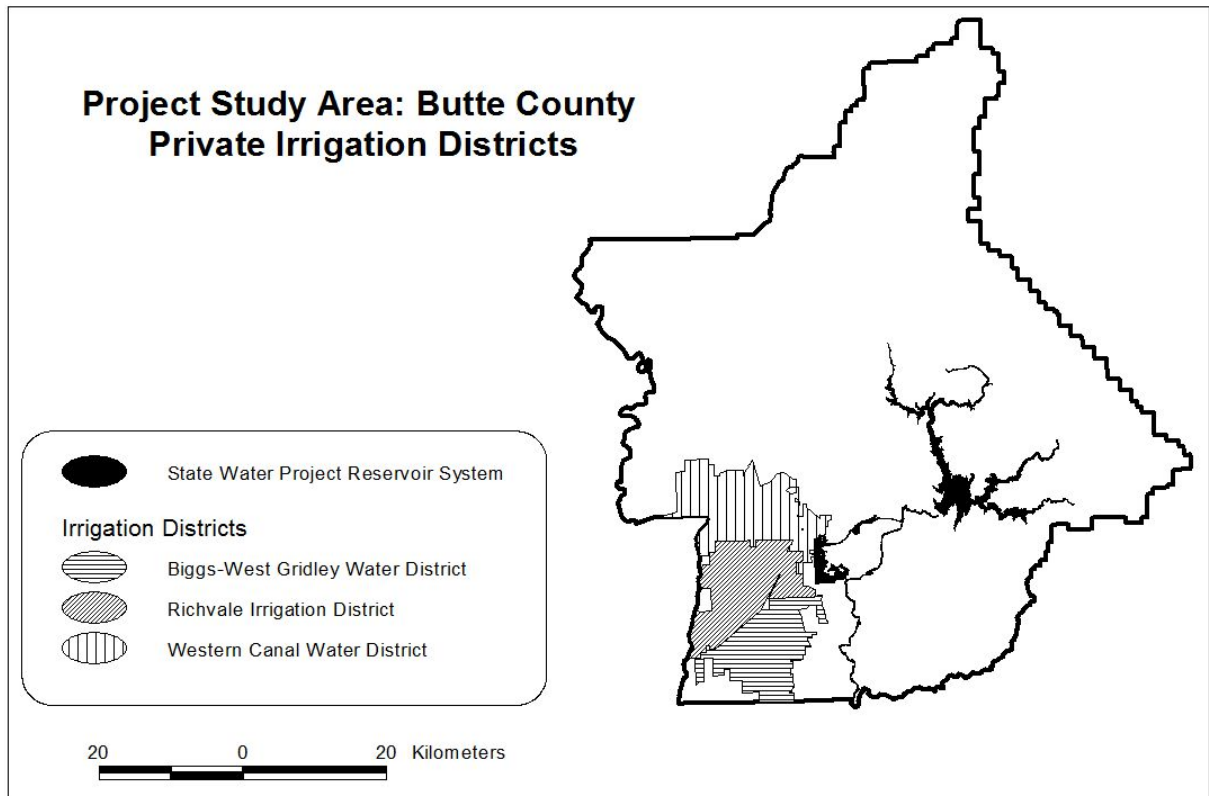 Project Study Area: Butte County
Private Irrigation Districts
State Water Project Reservoir System
Irrigation Districts
Biggs-West Gridley Water District
Richvale Irrigation District
Western Canal Water District
20 0 20 Kilometers